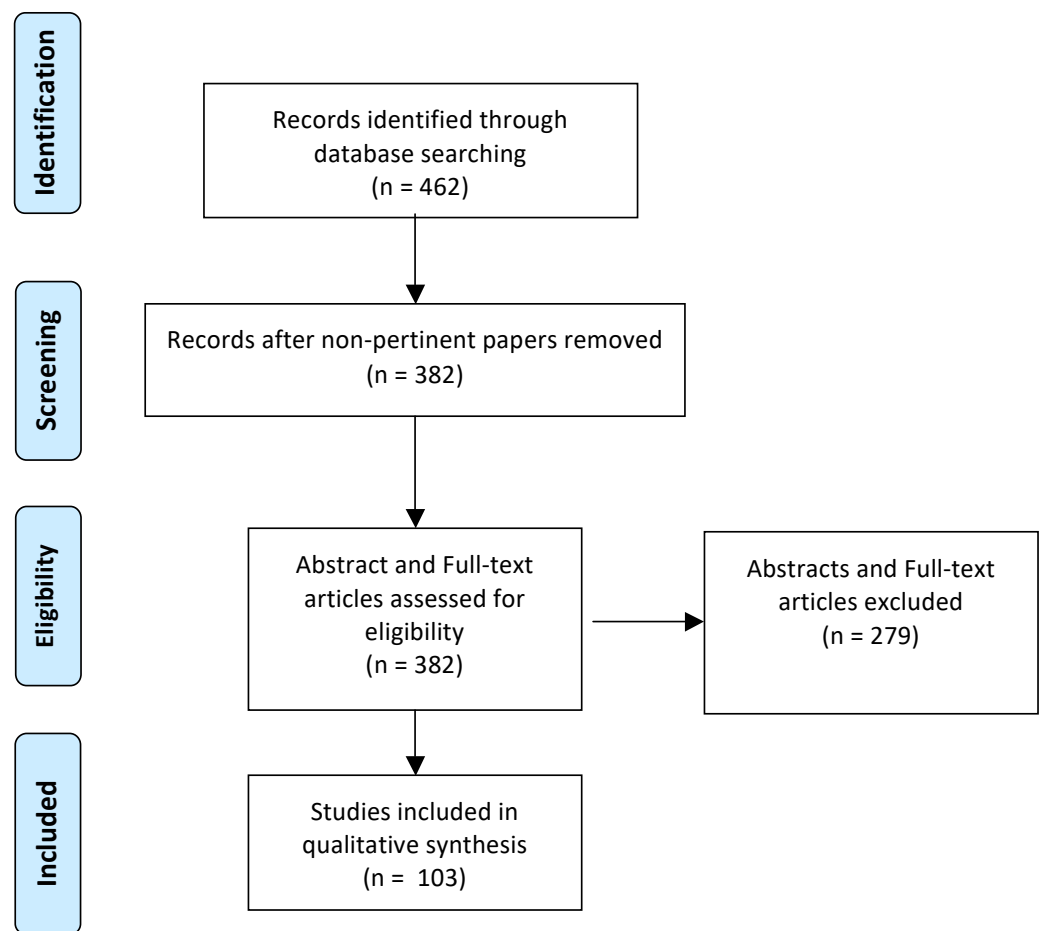 Identification
Records identified through
database searching
(n = 462)
Screening
Records after non-pertinent papers removed
(n = 382)
Eligibility
Abstract and Full-text
articles assessed for
eligibility
(n = 382)
Abstracts and Full-text
articles excluded
(n = 279)
Included
Studies included in
qualitative synthesis
(n = 103)